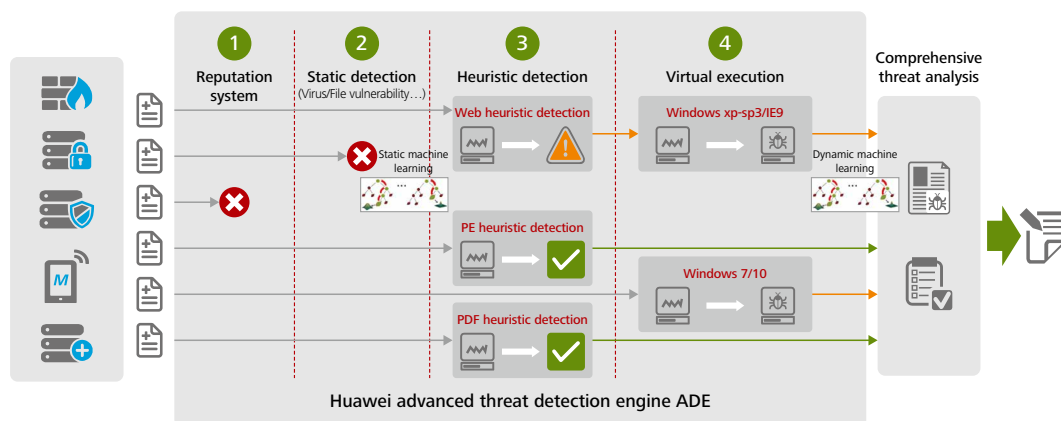 1
2
3
4
Reputation
system
Static detection
(Virus/File vulnerability…)
Heuristic detection
Virtual execution
Comprehensive
threat analysis
Web heuristic detection
Windows xp-sp3/IE9
Static machine
learning
...
Dynamic machine
learning
...
PE heuristic detection
Windows 7/10
M
PDF heuristic detection
Huawei advanced threat detection engine ADE